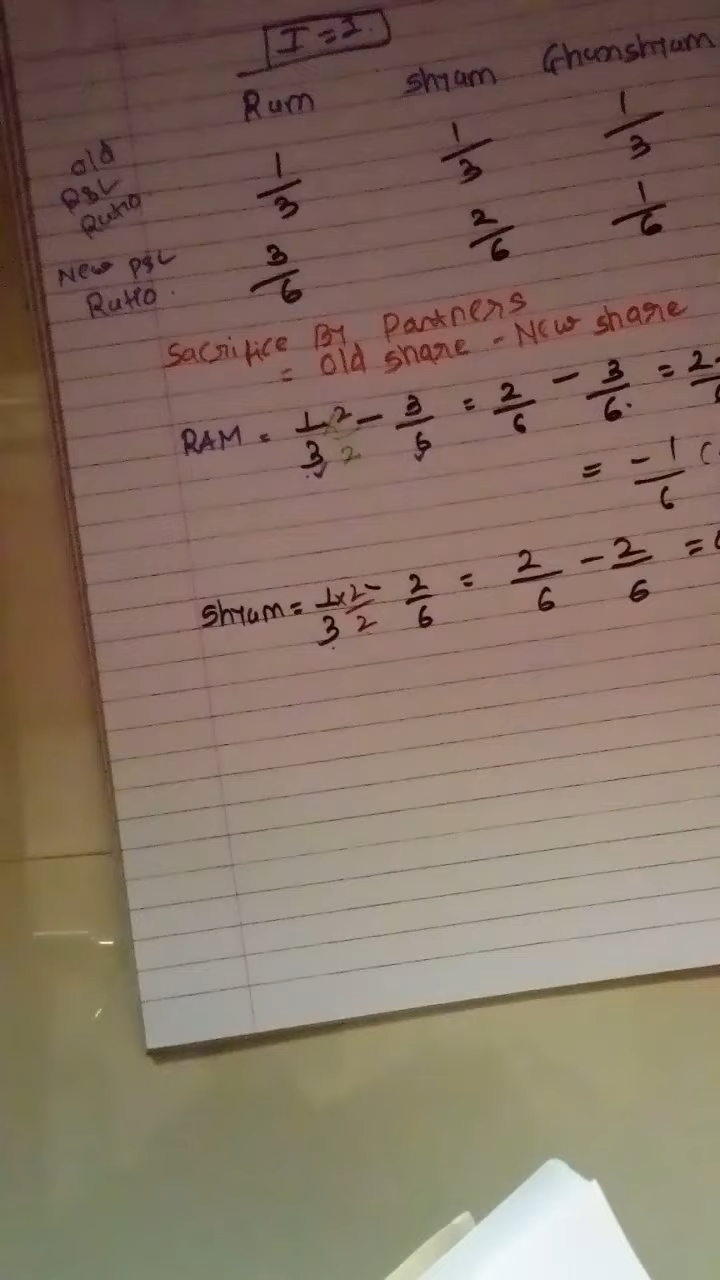 I = 2.
Ram Shyam Ghanshyam
Old P&L Ratio. 1/3 1/3 1/3
New P&L Ratio. 3/6 2/6 1/6
Sacrifice By Partners
= Old share - New share
RAM = 1/3 × 2/2 - 3/6 = 2/6 - 3/6. = 2-
= -1/6 (
Shyam = 1×2/3 2 - 2/6 = 2/6 - 2/6 =